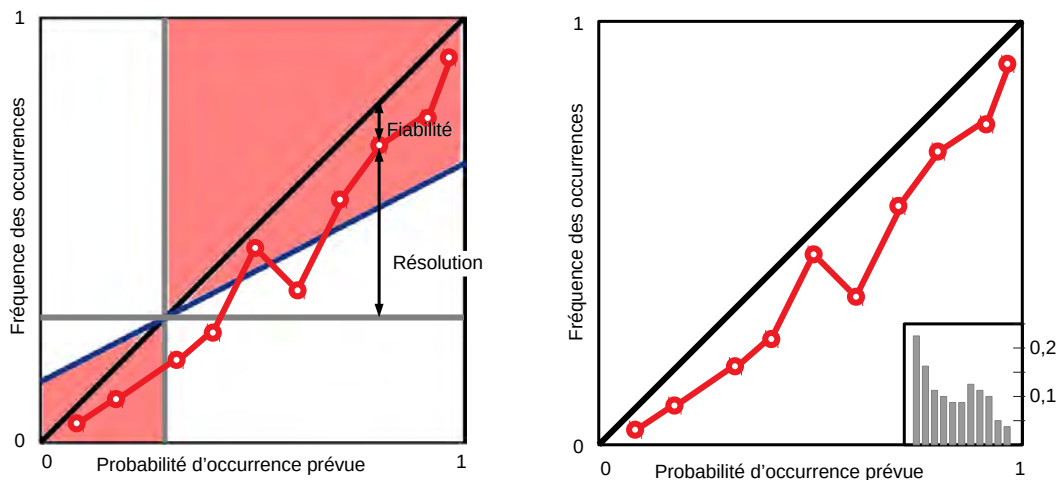 1
Fréquence des occurrences
Fiabilité
Résolution
0
0
Probabilité d’occurrence prévue
1
1
Fréquence des occurrences
0,2
0,1
0
0
Probabilité d’occurrence prévue
1